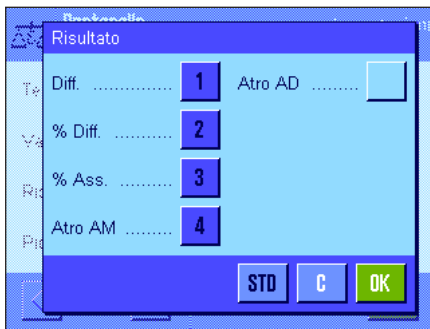 Risultato
Diff. ............... 1 Atro AD .........
% Diff. ........... 2
% Ass. .......... 3
Atro AM ......... 4
STD C OK